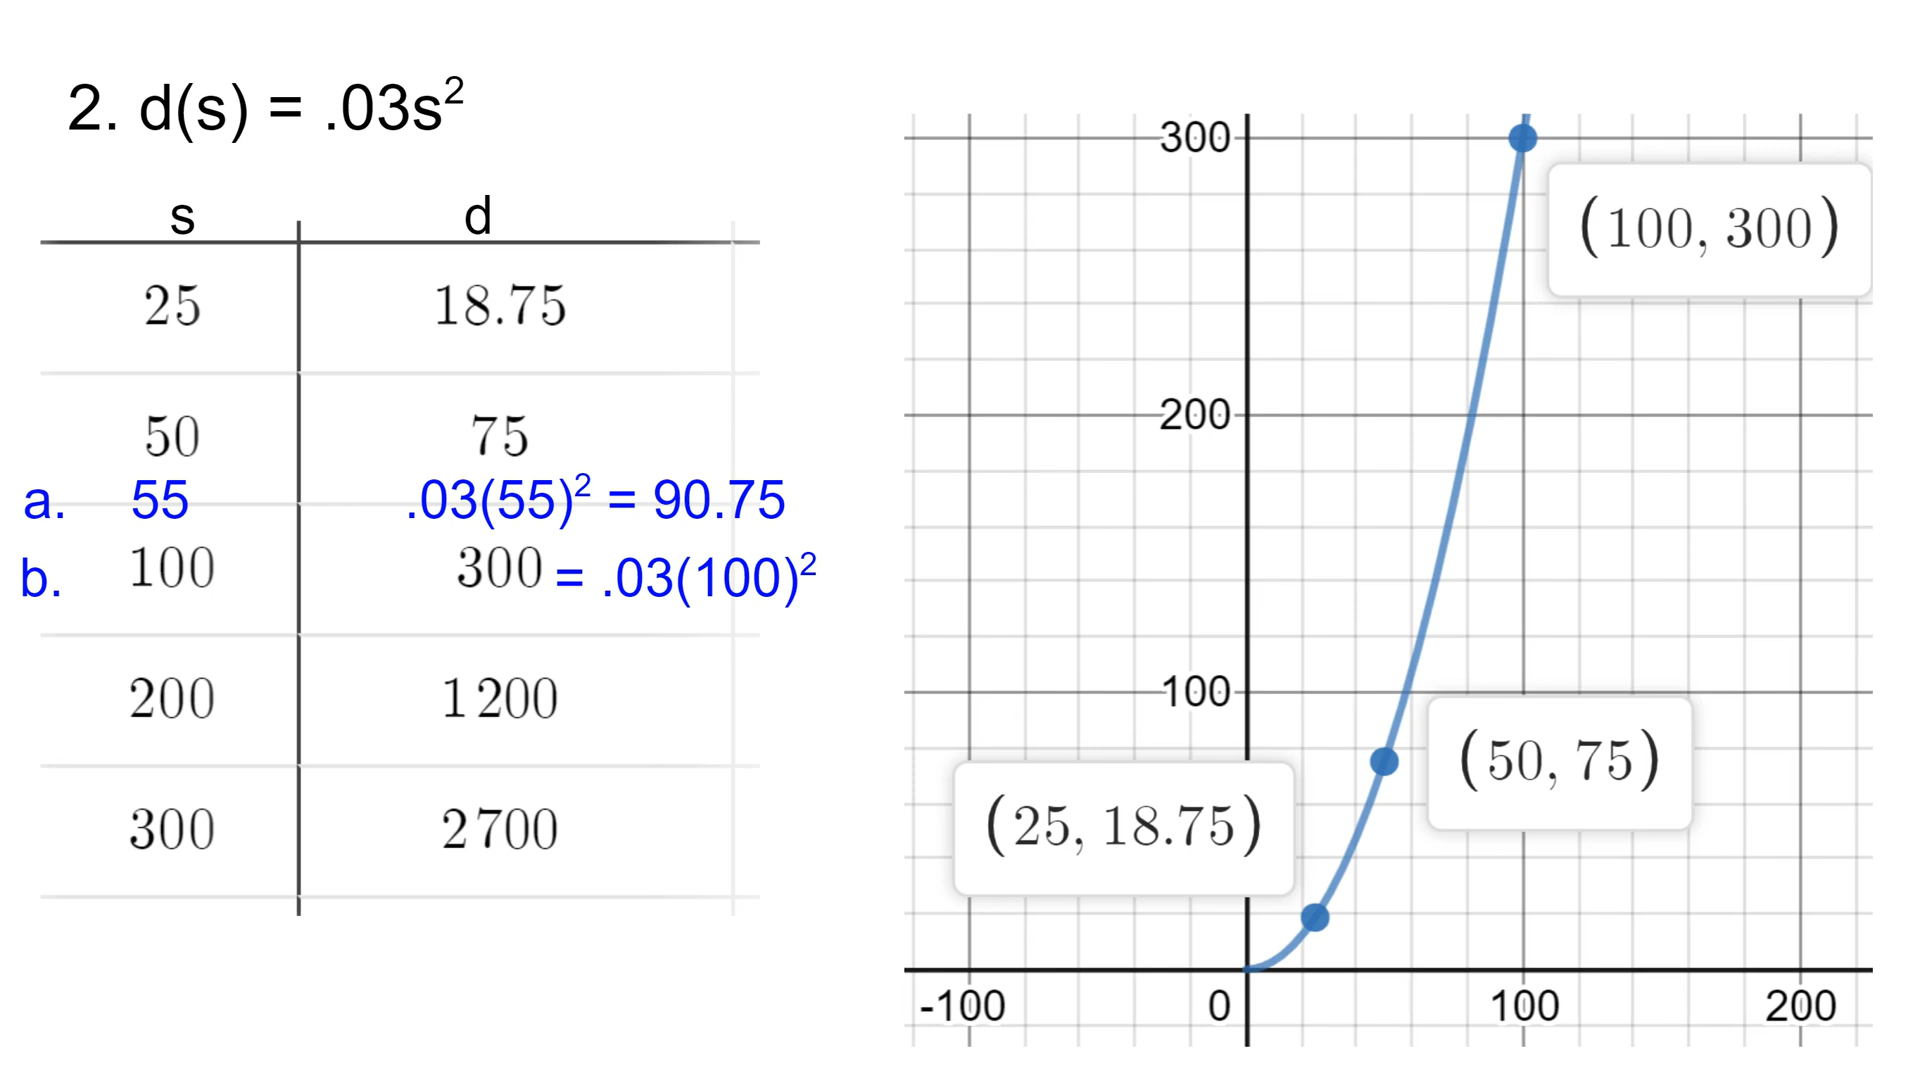 2. d(s) = .03s²
s d
25 18.75
50 75
a. 55 .03(55)² = 90.75
b. 100 300 = .03(100)²
200 1200
300 2700
300
(100, 300)
200
100
(50, 75)
(25, 18.75)
-100 0 100 200